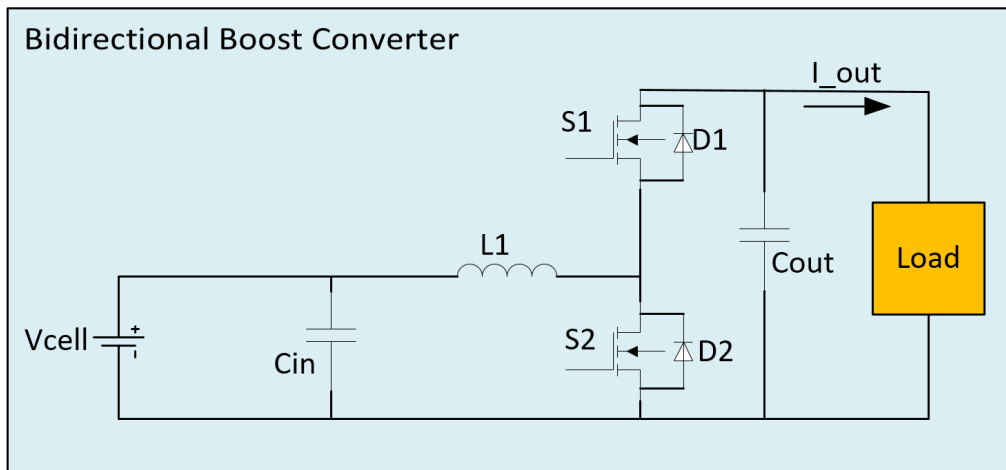 Bidirectional Boost Converter
I_out
S1
D1
L1
Cout
Load
Vcell
+
-
Cin
S2
D2